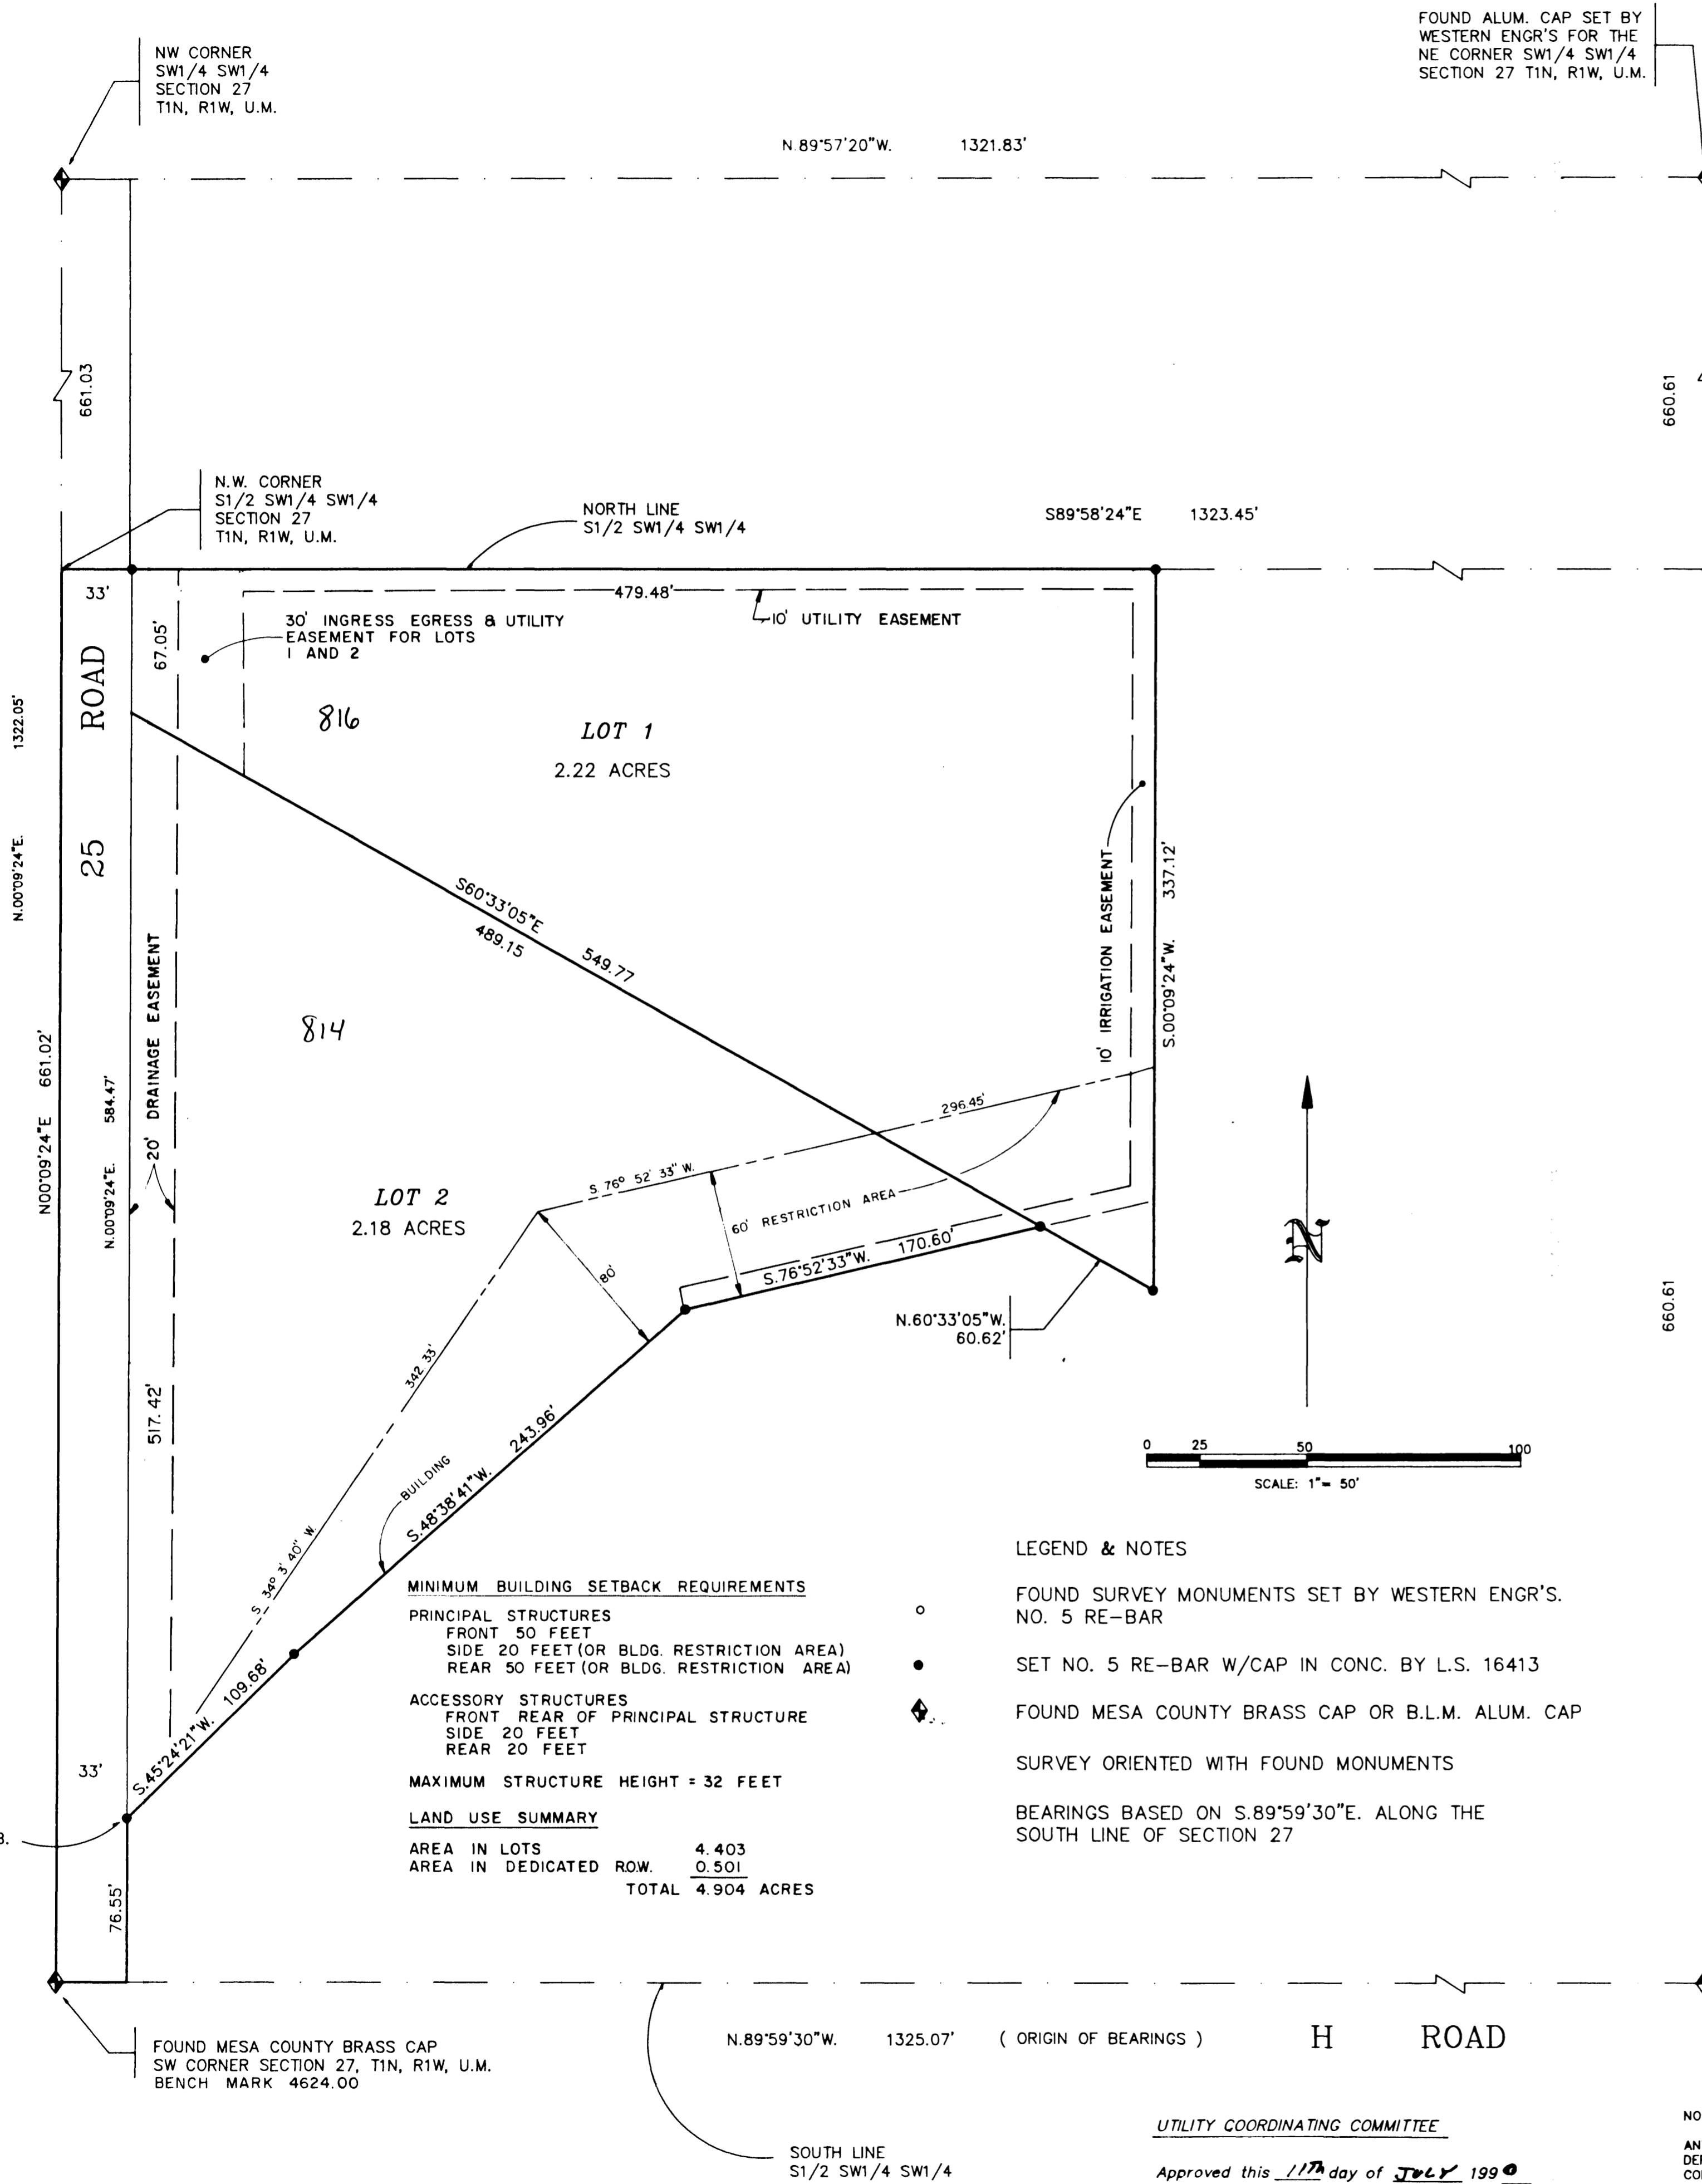 NW CORNER
SW1/4 SW1/4
SECTION 27
T1N, R1W, U.M.
FOUND ALUM. CAP SET BY
WESTERN ENGR'S FOR THE
NE CORNER SW1/4 SW1/4
SECTION 27 T1N, R1W, U.M.
N.89°57'20"W. 1321.83'
661.03
660.61
N.W. CORNER
S1/2 SW1/4 SW1/4
SECTION 27
T1N, R1W, U.M.
NORTH LINE
S1/2 SW1/4 SW1/4
S89°58'24"E 1323.45'
33'
479.48'
10' UTILITY EASEMENT
30' INGRESS EGRESS & UTILITY
EASEMENT FOR LOTS
1 AND 2
67.05'
25 ROAD
816
LOT 1
2.22 ACRES
N.00°09'24"E. 1322.05'
10' IRRIGATION EASEMENT
S.00°09'24"W. 337.12'
S60°33'05"E
489.15
549.77
20' DRAINAGE EASEMENT
814
N00°09'24"E 661.02'
N.00°09'24"E. 584.47'
296.45'
S. 76° 52' 33" W.
LOT 2
2.18 ACRES
60' RESTRICTION AREA
S.76°52'33"W. 170.60'
80'
N.60°33'05"W.
60.62'
N
660.61
342.33'
517.42'
BUILDING
S.48°38'41"W. 243.96'
0 25 50 100
SCALE: 1"= 50'
S. 34° 3' 40" W
S.45°24'21"W. 109.68'
33'
B.
76.55'
MINIMUM BUILDING SETBACK REQUIREMENTS
PRINCIPAL STRUCTURES
FRONT 50 FEET
SIDE 20 FEET (OR BLDG. RESTRICTION AREA)
REAR 50 FEET (OR BLDG. RESTRICTION AREA)
ACCESSORY STRUCTURES
FRONT REAR OF PRINCIPAL STRUCTURE
SIDE 20 FEET
REAR 20 FEET
MAXIMUM STRUCTURE HEIGHT = 32 FEET
LAND USE SUMMARY
AREA IN LOTS 4.403
AREA IN DEDICATED R.O.W. 0.501
TOTAL 4.904 ACRES
LEGEND & NOTES
FOUND SURVEY MONUMENTS SET BY WESTERN ENGR'S.
NO. 5 RE-BAR
SET NO. 5 RE-BAR W/CAP IN CONC. BY L.S. 16413
FOUND MESA COUNTY BRASS CAP OR B.L.M. ALUM. CAP
SURVEY ORIENTED WITH FOUND MONUMENTS
BEARINGS BASED ON S.89°59'30"E. ALONG THE
SOUTH LINE OF SECTION 27
FOUND MESA COUNTY BRASS CAP
SW CORNER SECTION 27, T1N, R1W, U.M.
BENCH MARK 4624.00
N.89°59'30"W. 1325.07' ( ORIGIN OF BEARINGS )
H ROAD
SOUTH LINE
S1/2 SW1/4 SW1/4
UTILITY COORDINATING COMMITTEE
Approved this 11th day of JULY 1990
NO
AN
DE
CO